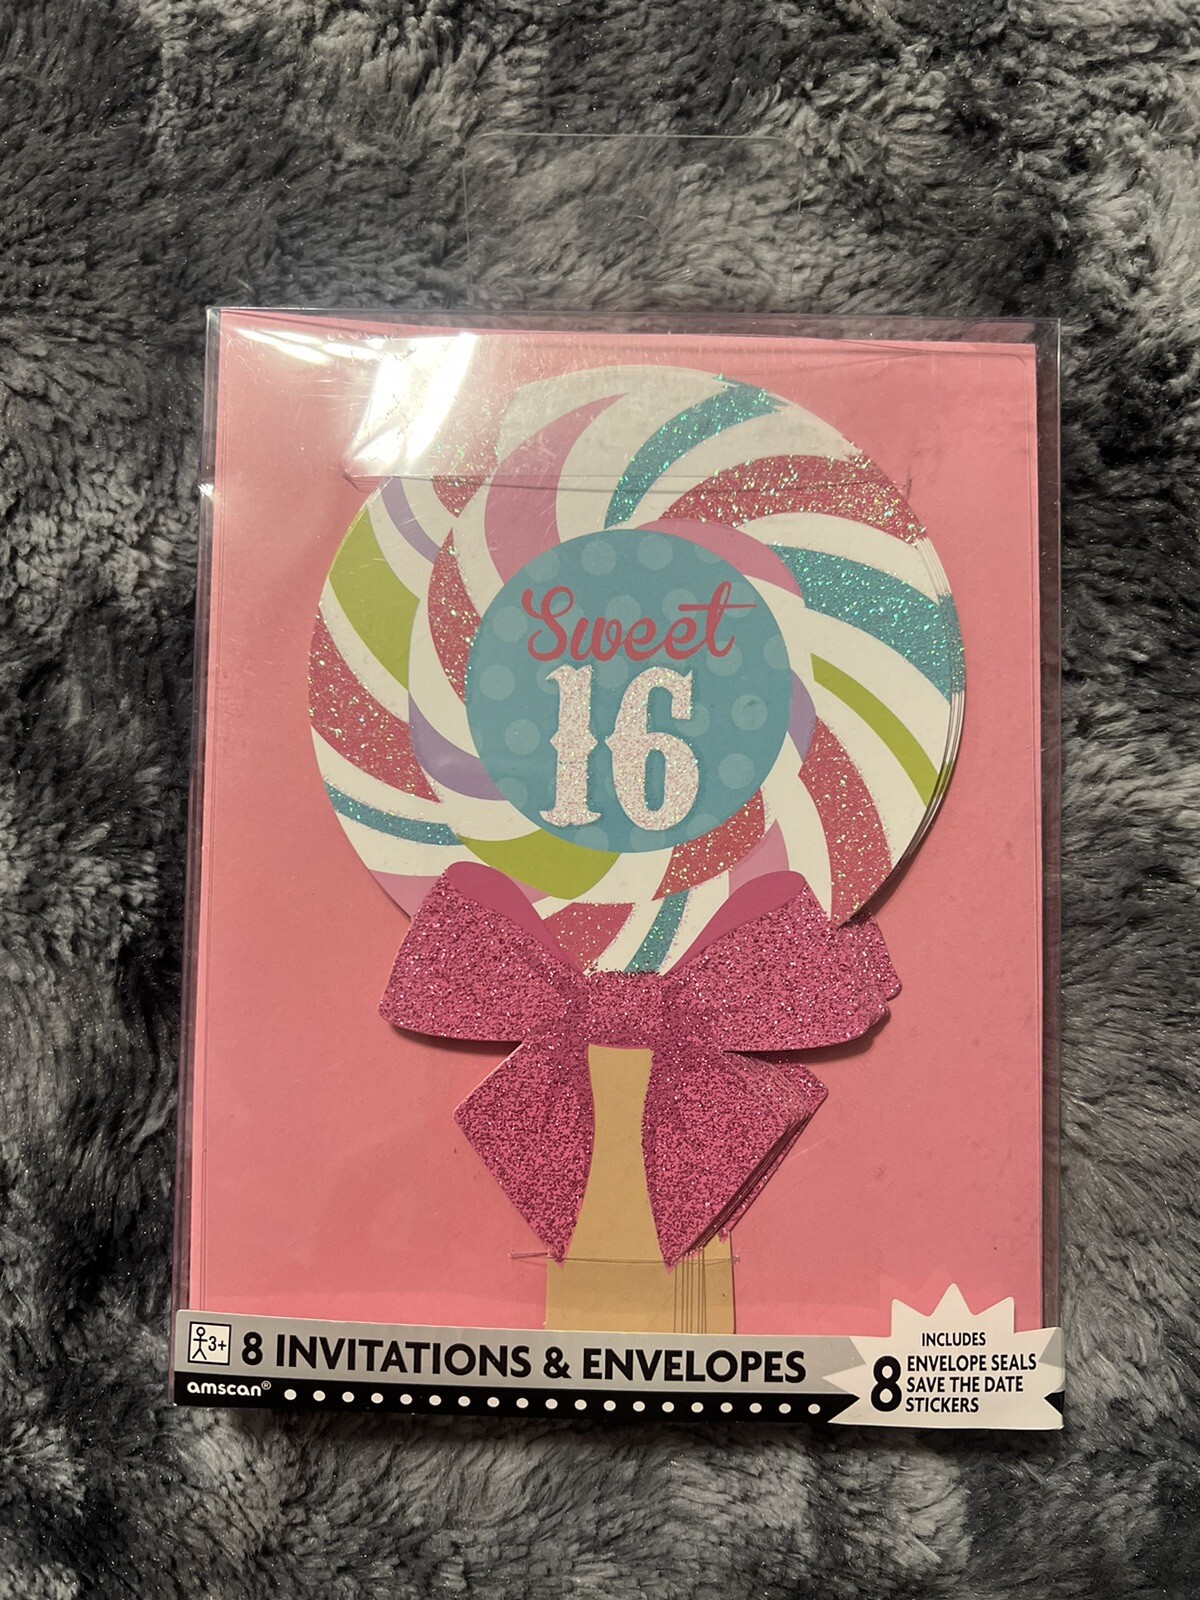 Sweet
16
3+
8 INVITATIONS & ENVELOPES
amscan®
INCLUDES
8 ENVELOPE SEALS
SAVE THE DATE
STICKERS